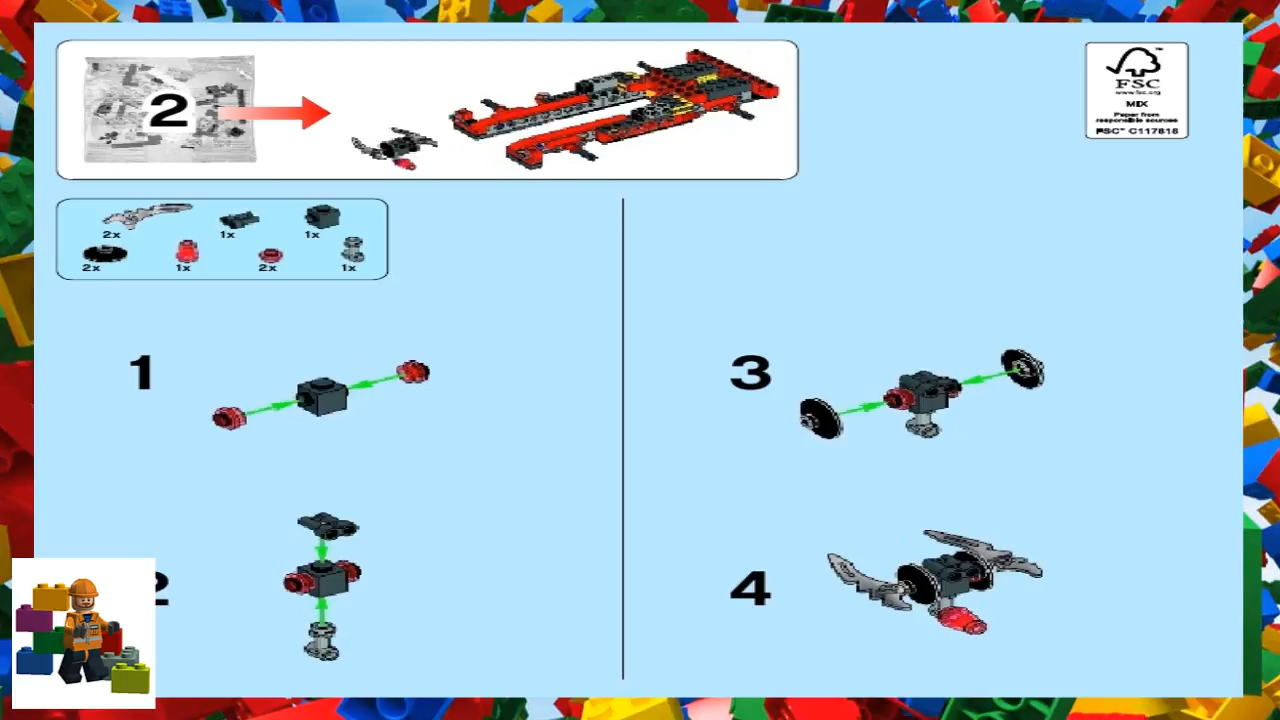 2
FSC
www.fsc.org
MIX
Paper from
responsible sources
FSC™ C117818
2x 1x 1x
2x 1x 2x 1x
1
3
2
4